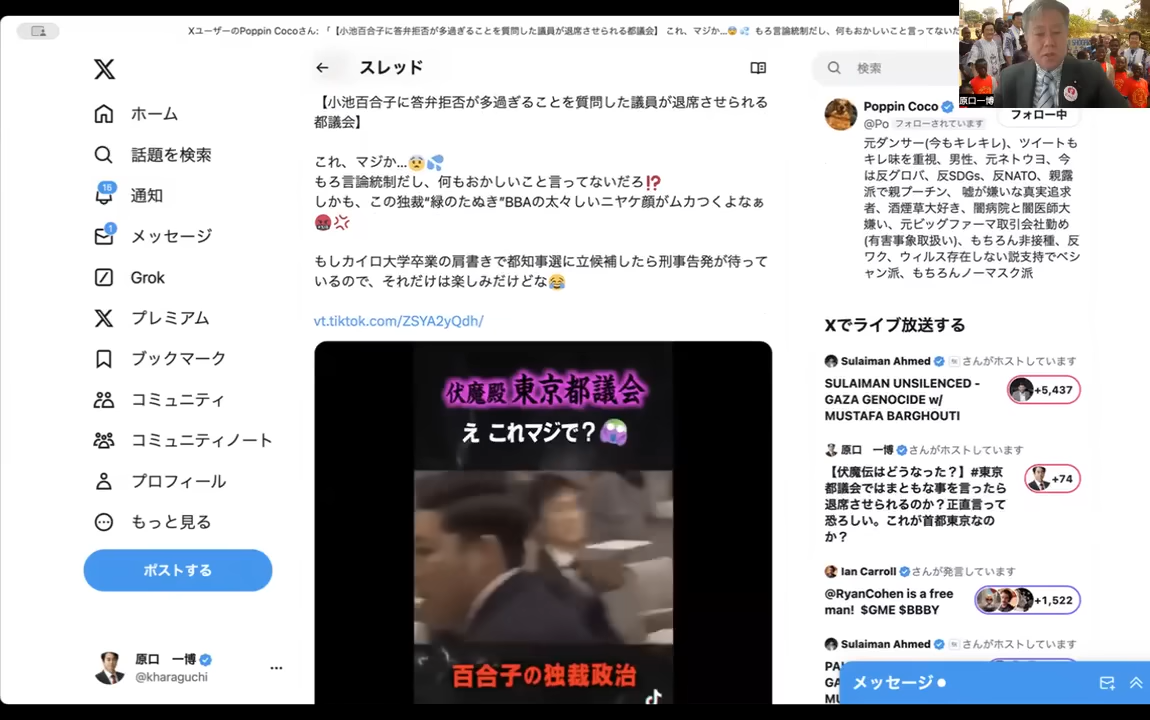 XユーザーのPoppin Cocoさん: 「【小池百合子に答弁拒否が多過ぎることを質問した議員が退席させられる都議会】 これ、マジか...😨💦 もろ言論統制だし、何もおかしいこと言ってないだ
原口一博
ホーム
話題を検索
16
通知
1
メッセージ
Grok
プレミアム
ブックマーク
コミュニティ
コミュニティノート
プロフィール
もっと見る
ポストする
原口 一博
@kharaguchi
スレッド
【小池百合子に答弁拒否が多過ぎることを質問した議員が退席させられる
都議会】
これ、マジか...😨💦
もろ言論統制だし、何もおかしいこと言ってないだろ⁉️
しかも、この独裁“緑のたぬき”BBAの太々しいニヤケ顔がムカつくよなぁ
🤬💢
もしカイロ大学卒業の肩書きで都知事選に立候補したら刑事告発が待って
いるので、それだけは楽しみだけどな😂
vt.tiktok.com/ZSYA2yQdh/
伏魔殿 東京都議会
え これマジで?😱
百合子の独裁政治
検索
Poppin Coco
@Po フォローされています
フォロー中
元ダンサー(今もキレキレ)、ツイートも
キレ味を重視、男性、元ネトウヨ、今
は反グロバ、反SDGs、反NATO、親露
派で親プーチン、 嘘が嫌いな真実追求
者、酒煙草大好き、闇病院と闇医師大
嫌い、元ビッグファーマ取引会社勤め
(有害事象取扱い)、もちろん非接種、反
ワク、ウィルス存在しない説支持でベシ
ャン派、もちろんノーマスク派
Xでライブ放送する
Sulaiman Ahmed さんがホストしています
SULAIMAN UNSILENCED -
GAZA GENOCIDE w/
MUSTAFA BARGHOUTI
+5,437
原口 一博 さんがホストしています
【伏魔伝はどうなった?】#東京
都議会ではまともな事を言ったら
退席させられるのか?正直言って
恐ろしい。これが首都東京なの
か?
+74
Ian Carroll さんが発言しています
@RyanCohen is a free
man! $GME $BBBY
+1,522
Sulaiman Ahmed さんがホストしています
メッセージ